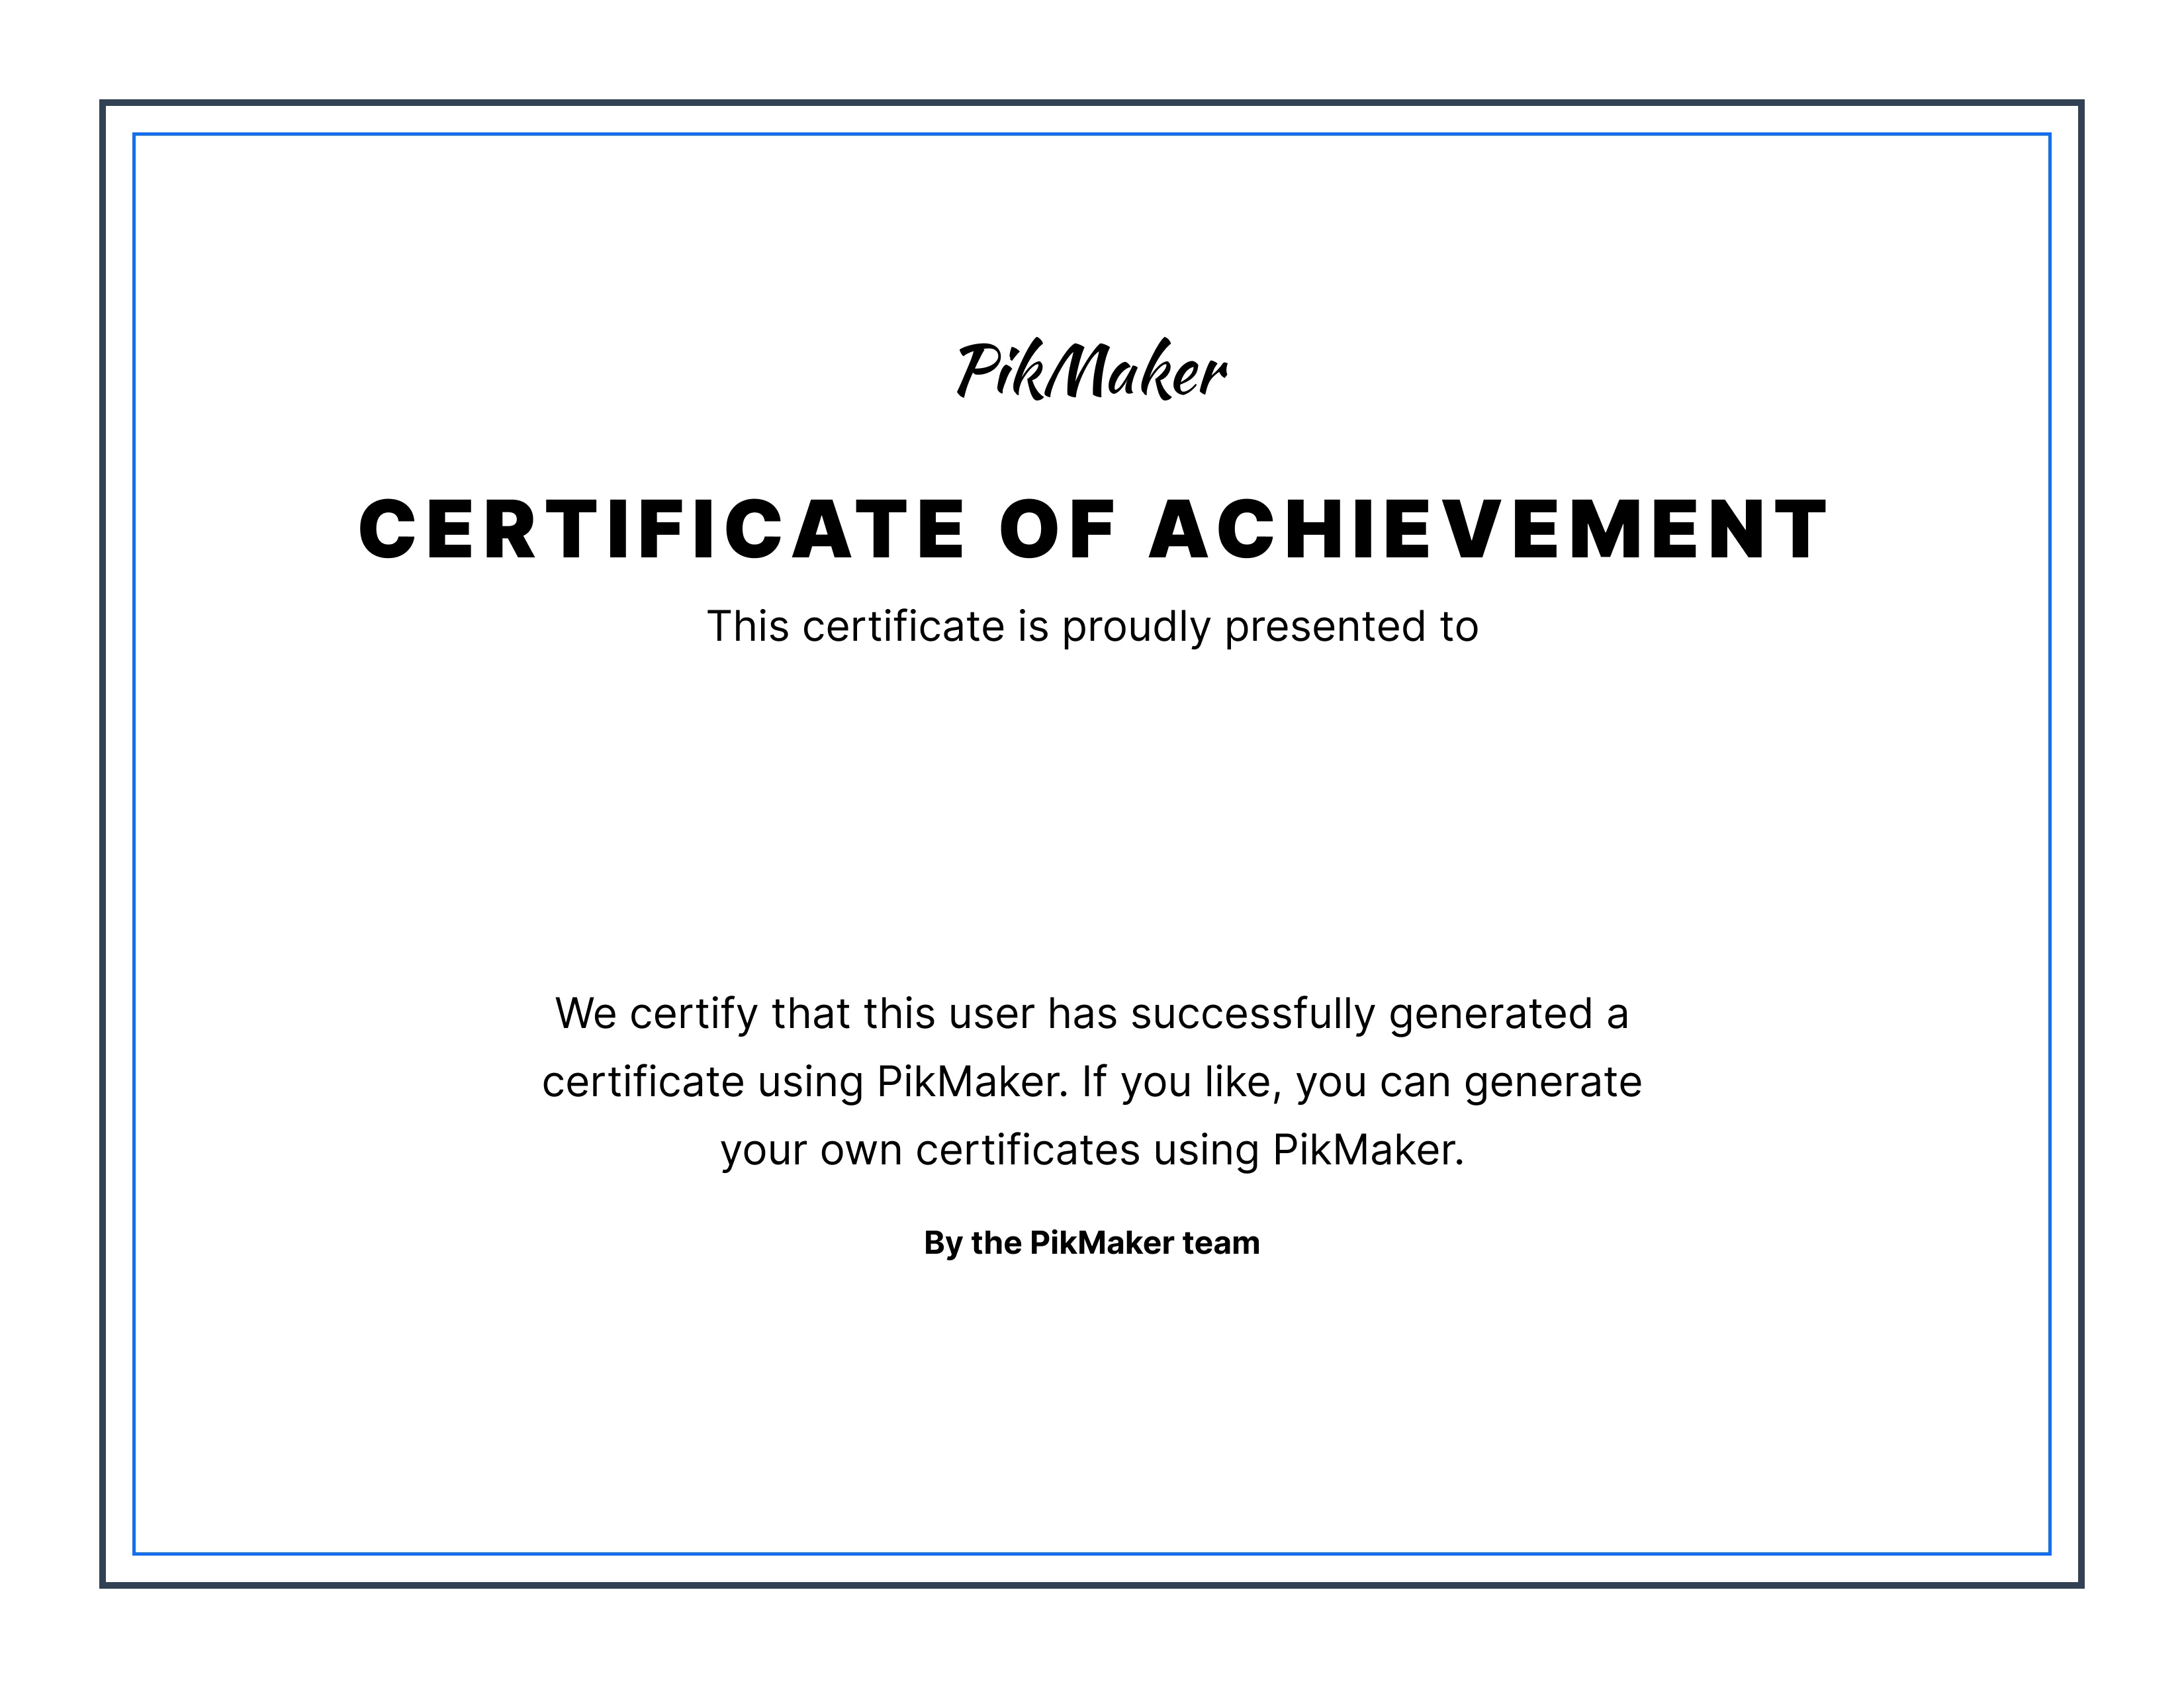 PikMaker
CERTIFICATE OF ACHIEVEMENT
This certificate is proudly presented to
We certify that this user has successfully generated a
certificate using PikMaker. If you like, you can generate
your own certificates using PikMaker.
By the PikMaker team